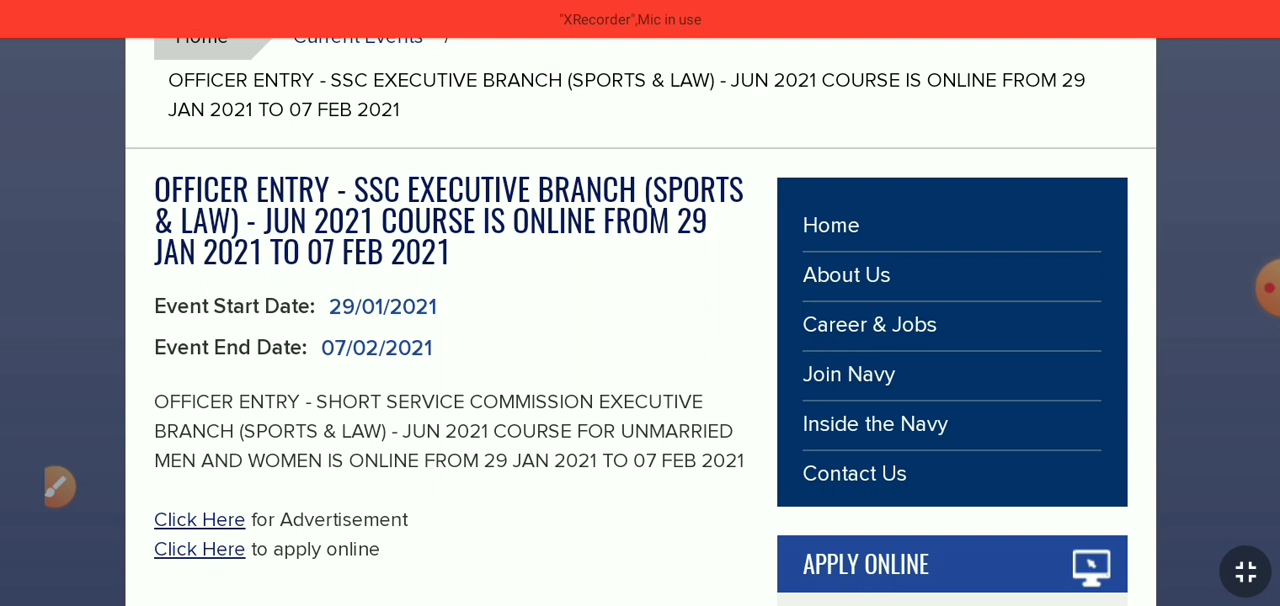 "XRecorder",Mic in use
Home Current Events /
OFFICER ENTRY - SSC EXECUTIVE BRANCH (SPORTS & LAW) - JUN 2021 COURSE IS ONLINE FROM 29
JAN 2021 TO 07 FEB 2021
OFFICER ENTRY - SSC EXECUTIVE BRANCH (SPORTS
& LAW) - JUN 2021 COURSE IS ONLINE FROM 29
JAN 2021 TO 07 FEB 2021
Event Start Date: 29/01/2021
Event End Date: 07/02/2021
OFFICER ENTRY - SHORT SERVICE COMMISSION EXECUTIVE
BRANCH (SPORTS & LAW) - JUN 2021 COURSE FOR UNMARRIED
MEN AND WOMEN IS ONLINE FROM 29 JAN 2021 TO 07 FEB 2021
Click Here for Advertisement
Click Here to apply online
Home
About Us
Career & Jobs
Join Navy
Inside the Navy
Contact Us
APPLY ONLINE